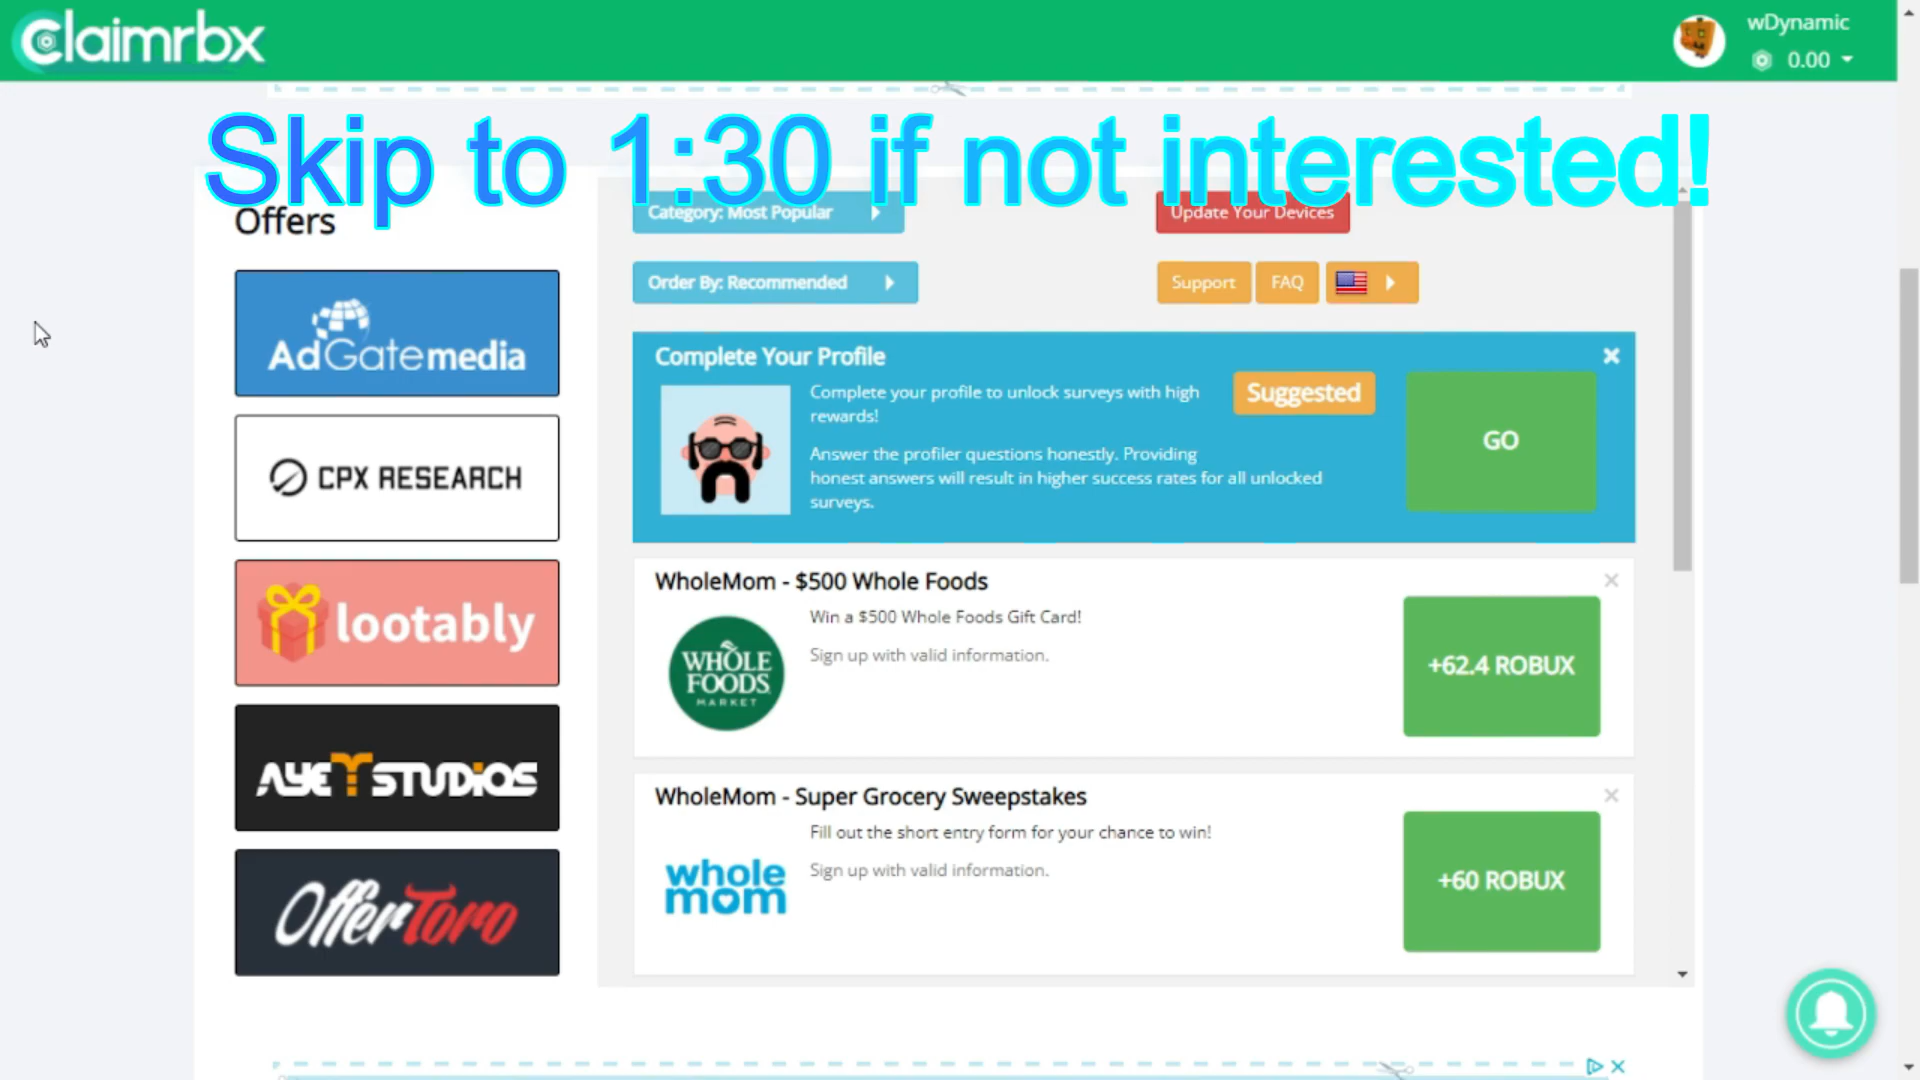 Claimrbx
wDynamic
0.00
Skip to 1:30 if not interested!
Offers
Category: Most Popular
Update Your Devices
Order By: Recommended
Support
FAQ
AdGatemedia
CPX RESEARCH
lootably
AYET STUDIOS
OfferToro
Complete Your Profile
Complete your profile to unlock surveys with high
rewards!
Suggested
Answer the profiler questions honestly. Providing
honest answers will result in higher success rates for all unlocked
surveys.
GO
WholeMom - $500 Whole Foods
Win a $500 Whole Foods Gift Card!
Sign up with valid information.
WHOLE
FOODS
MARKET
+62.4 ROBUX
WholeMom - Super Grocery Sweepstakes
Fill out the short entry form for your chance to win!
Sign up with valid information.
whole
mom
+60 ROBUX